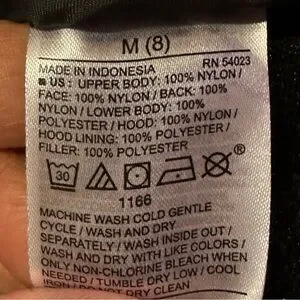 M (8)
MADE IN INDONESIA RN 54023
■ US: UPPER BODY: 100% NYLON /
FACE: 100% NYLON / BACK: 100%
NYLON / LOWER BODY: 100%
POLYESTER / HOOD: 100% NYLON /
HOOD LINING: 100% POLYESTER /
FILLER: 100% POLYESTER
30 ®
1166
MACHINE WASH COLD GENTLE
CYCLE / WASH AND DRY
SEPARATELY / WASH INSIDE OUT /
WASH AND DRY WITH LIKE COLORS /
ONLY NON-CHLORINE BLEACH WHEN
NEEDED / TUMBLE DRY LOW / COOL
IRON / DO NOT DRY CLEAN